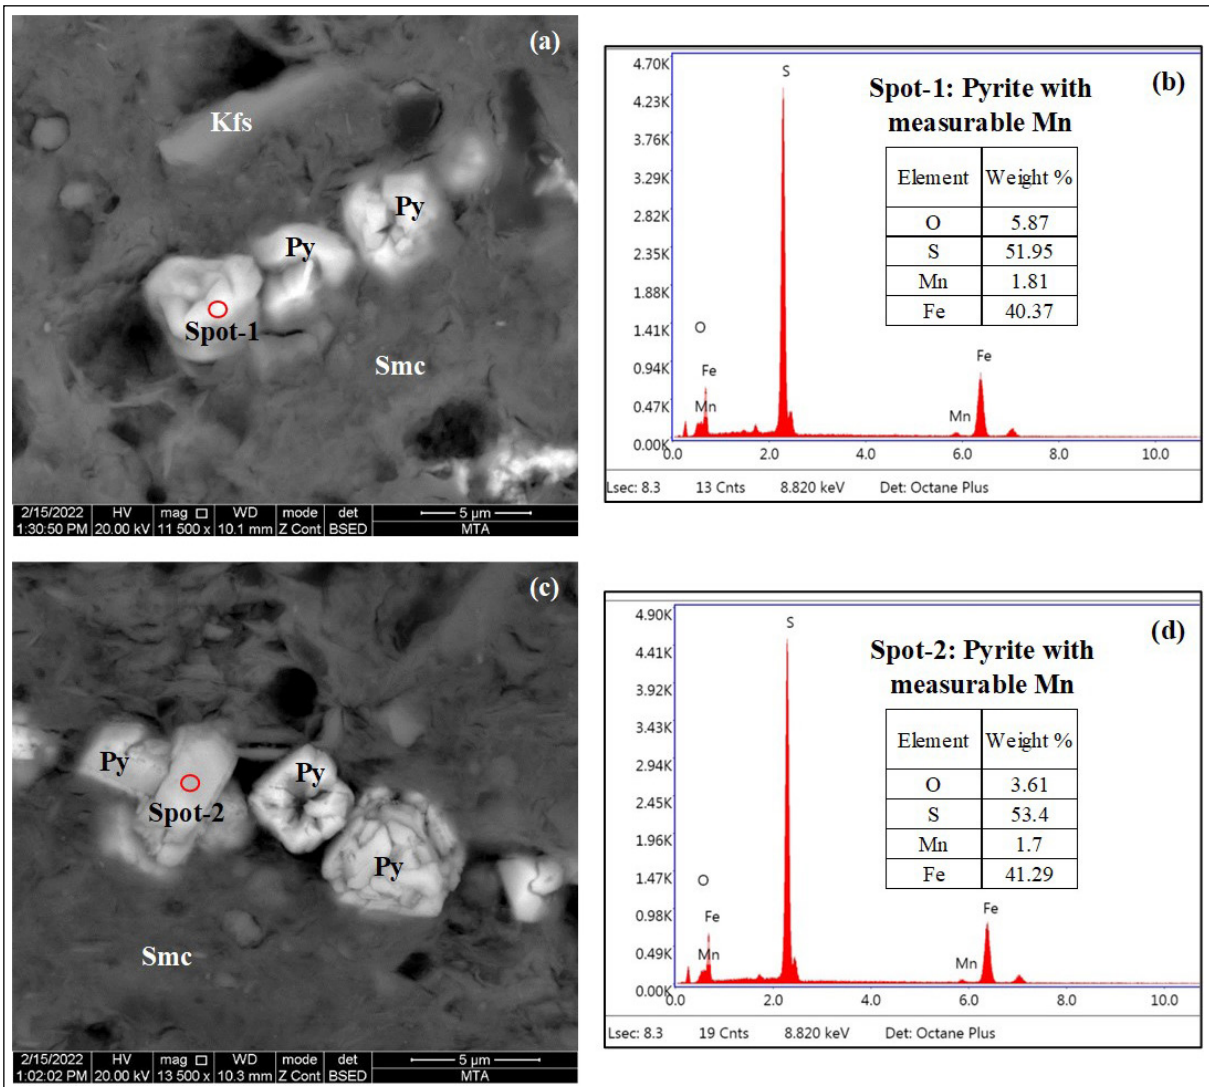 (a)
Kfs
Py
Py
Spot-1
Smc
2/15/2022 HV mag □ WD mode det 5 µm
1:30:50 PM 20.00 kV 11 500 x 10.1 mm Z Cont BSED MTA
(b)
Spot-1: Pyrite with
measurable Mn
Element Weight %
O 5.87
S 51.95
Mn 1.81
Fe 40.37
4.70K
4.23K
3.76K
3.29K
2.82K
2.35K
1.88K
1.41K
0.94K
0.47K
0.00K
S
O
Fe
Mn
Mn
Fe
0.0 2.0 4.0 6.0 8.0 10.0
Lsec: 8.3 13 Cnts 8.820 keV Det: Octane Plus
(c)
Py
Spot-2
Py
Py
Smc
2/15/2022 HV mag □ WD mode det 5 µm
1:02:02 PM 20.00 kV 13 500 x 10.3 mm Z Cont BSED MTA
(d)
Spot-2: Pyrite with
measurable Mn
Element Weight %
O 3.61
S 53.4
Mn 1.7
Fe 41.29
4.90K
4.41K
3.92K
3.43K
2.94K
2.45K
1.96K
1.47K
0.98K
0.49K
0.00K
S
O
Fe
Mn
Mn
Fe
0.0 2.0 4.0 6.0 8.0 10.0
Lsec: 8.3 19 Cnts 8.820 keV Det: Octane Plus